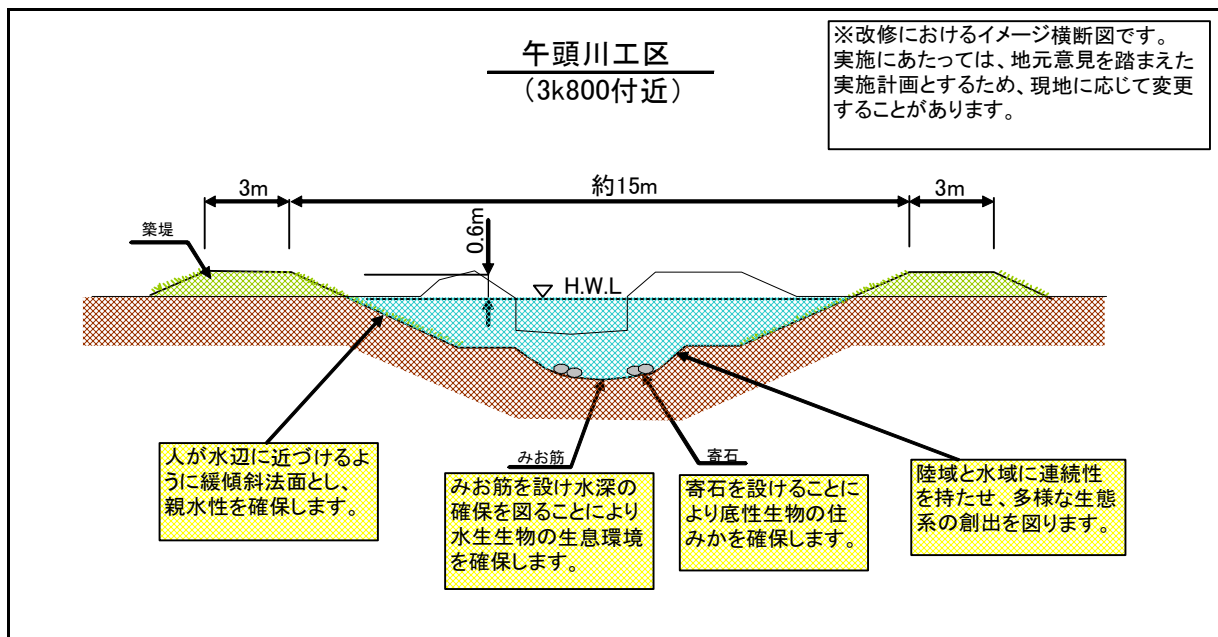 午頭川工区
(3k800付近)
※改修におけるイメージ横断図です。
実施にあたっては、地元意見を踏まえた
実施計画とするため、現地に応じて変更
することがあります。
3m
約15m
3m
築堤
0.6m
H.W.L
みお筋
寄石
人が水辺に近づけるよ
うに緩傾斜法面とし、
親水性を確保します。
みお筋を設け水深の
確保を図ることにより
水生生物の生息環境
を確保します。
寄石を設けることに
より底性生物の住
みかを確保します。
陸域と水域に連続性
を持たせ、多様な生態
系の創出を図ります。